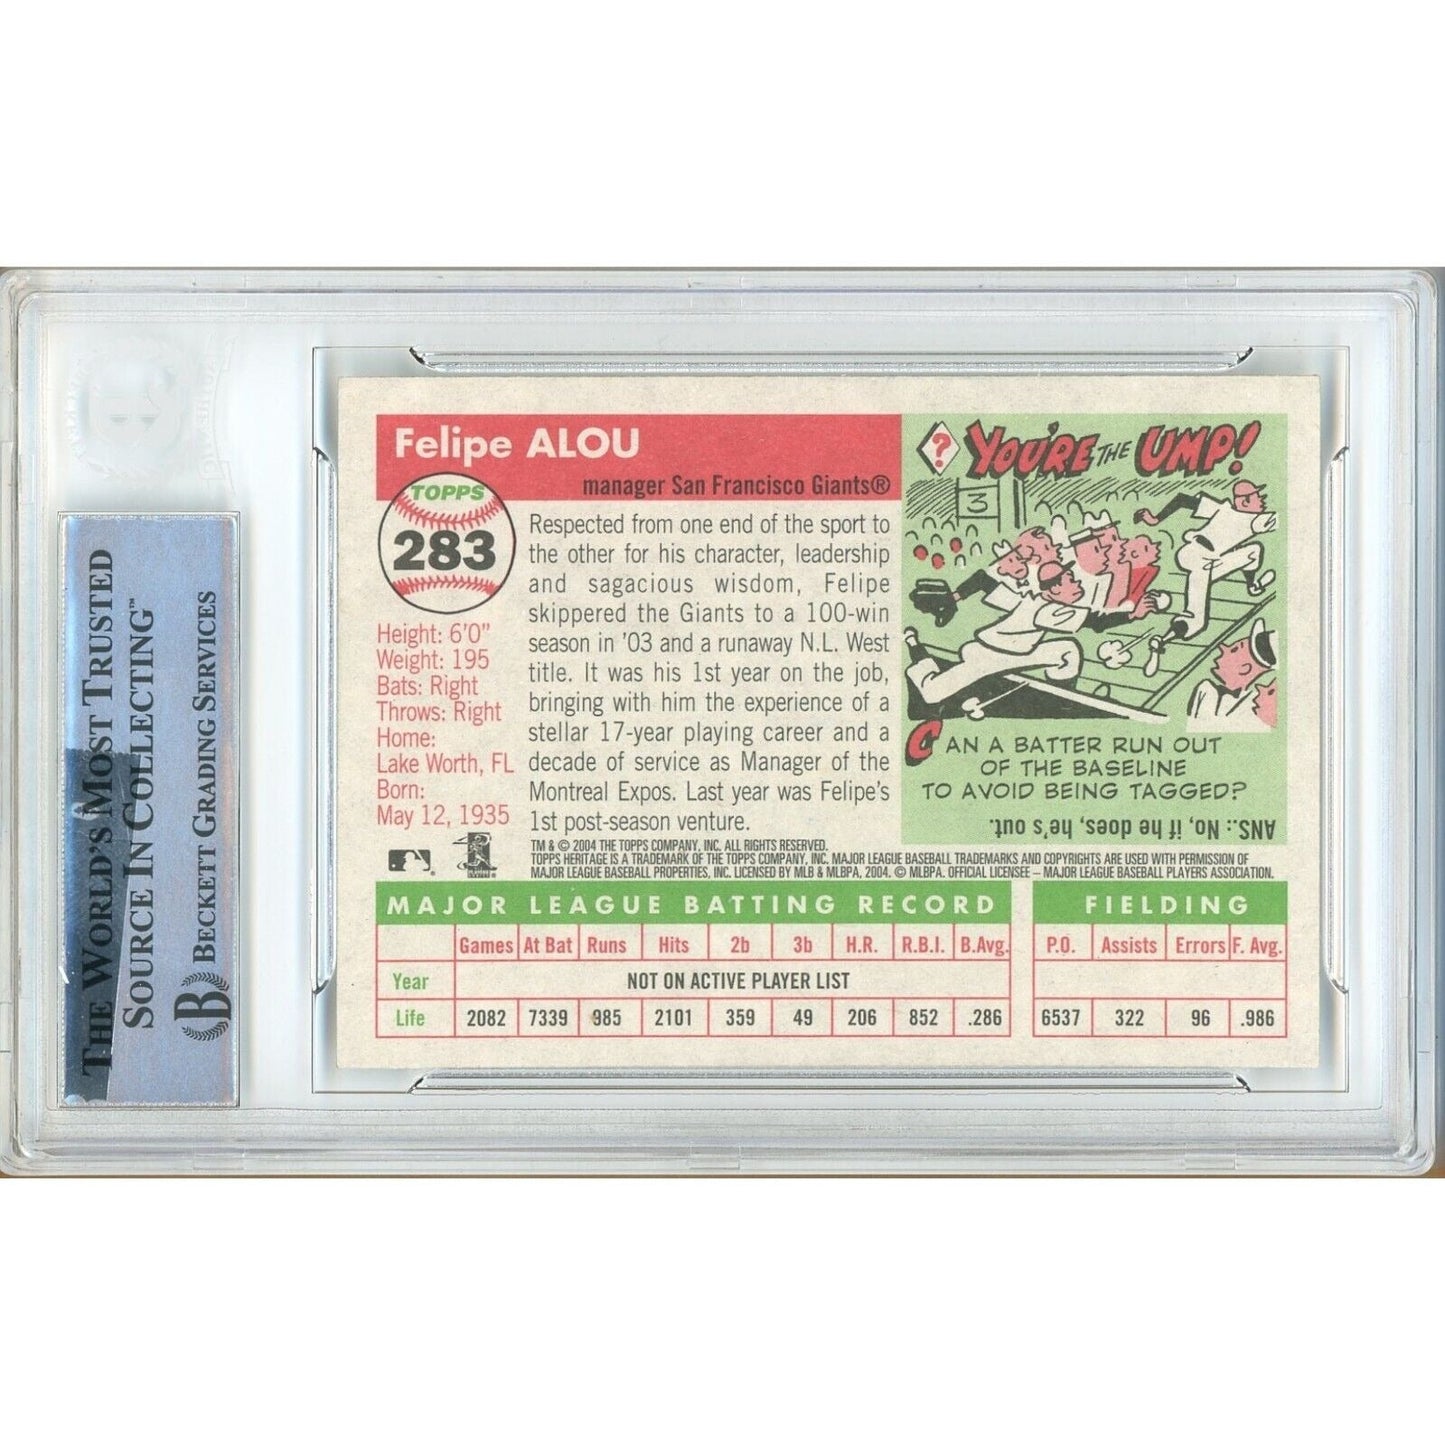 THE WORLD'S MOST TRUSTED
SOURCE IN COLLECTING™
B BECKETT GRADING SERVICES
Felipe ALOU
manager San Francisco Giants®
TOPPS
283
Height: 6'0"
Weight: 195
Bats: Right
Throws: Right
Home:
Lake Worth, FL
Born:
May 12, 1935
Respected from one end of the sport to
the other for his character, leadership
and sagacious wisdom, Felipe
skippered the Giants to a 100-win
season in '03 and a runaway N.L. West
title. It was his 1st year on the job,
bringing with him the experience of a
stellar 17-year playing career and a
decade of service as Manager of the
Montreal Expos. Last year was Felipe's
1st post-season venture.
? YOU'RE THE UMP!
3
CAN A BATTER RUN OUT
OF THE BASELINE
TO AVOID BEING TAGGED?
ANS.: No, if he does, he's out.
TM & © 2004 THE TOPPS COMPANY, INC. ALL RIGHTS RESERVED.
TOPPS HERITAGE IS A TRADEMARK OF THE TOPPS COMPANY, INC. MAJOR LEAGUE BASEBALL TRADEMARKS AND COPYRIGHTS ARE USED WITH PERMISSION OF
MAJOR LEAGUE BASEBALL PROPERTIES, INC. LICENSED BY MLB & MLBPA, 2004. © MLBPA. OFFICIAL LICENSEE – MAJOR LEAGUE BASEBALL PLAYERS ASSOCIATION.
MAJOR LEAGUE BATTING RECORD
Games At Bat Runs Hits 2b 3b H.R. R.B.I. B.Avg.
Year NOT ON ACTIVE PLAYER LIST
Life 2082 7339 985 2101 359 49 206 852 .286
FIELDING
P.O. Assists Errors F. Avg.
6537 322 96 .986